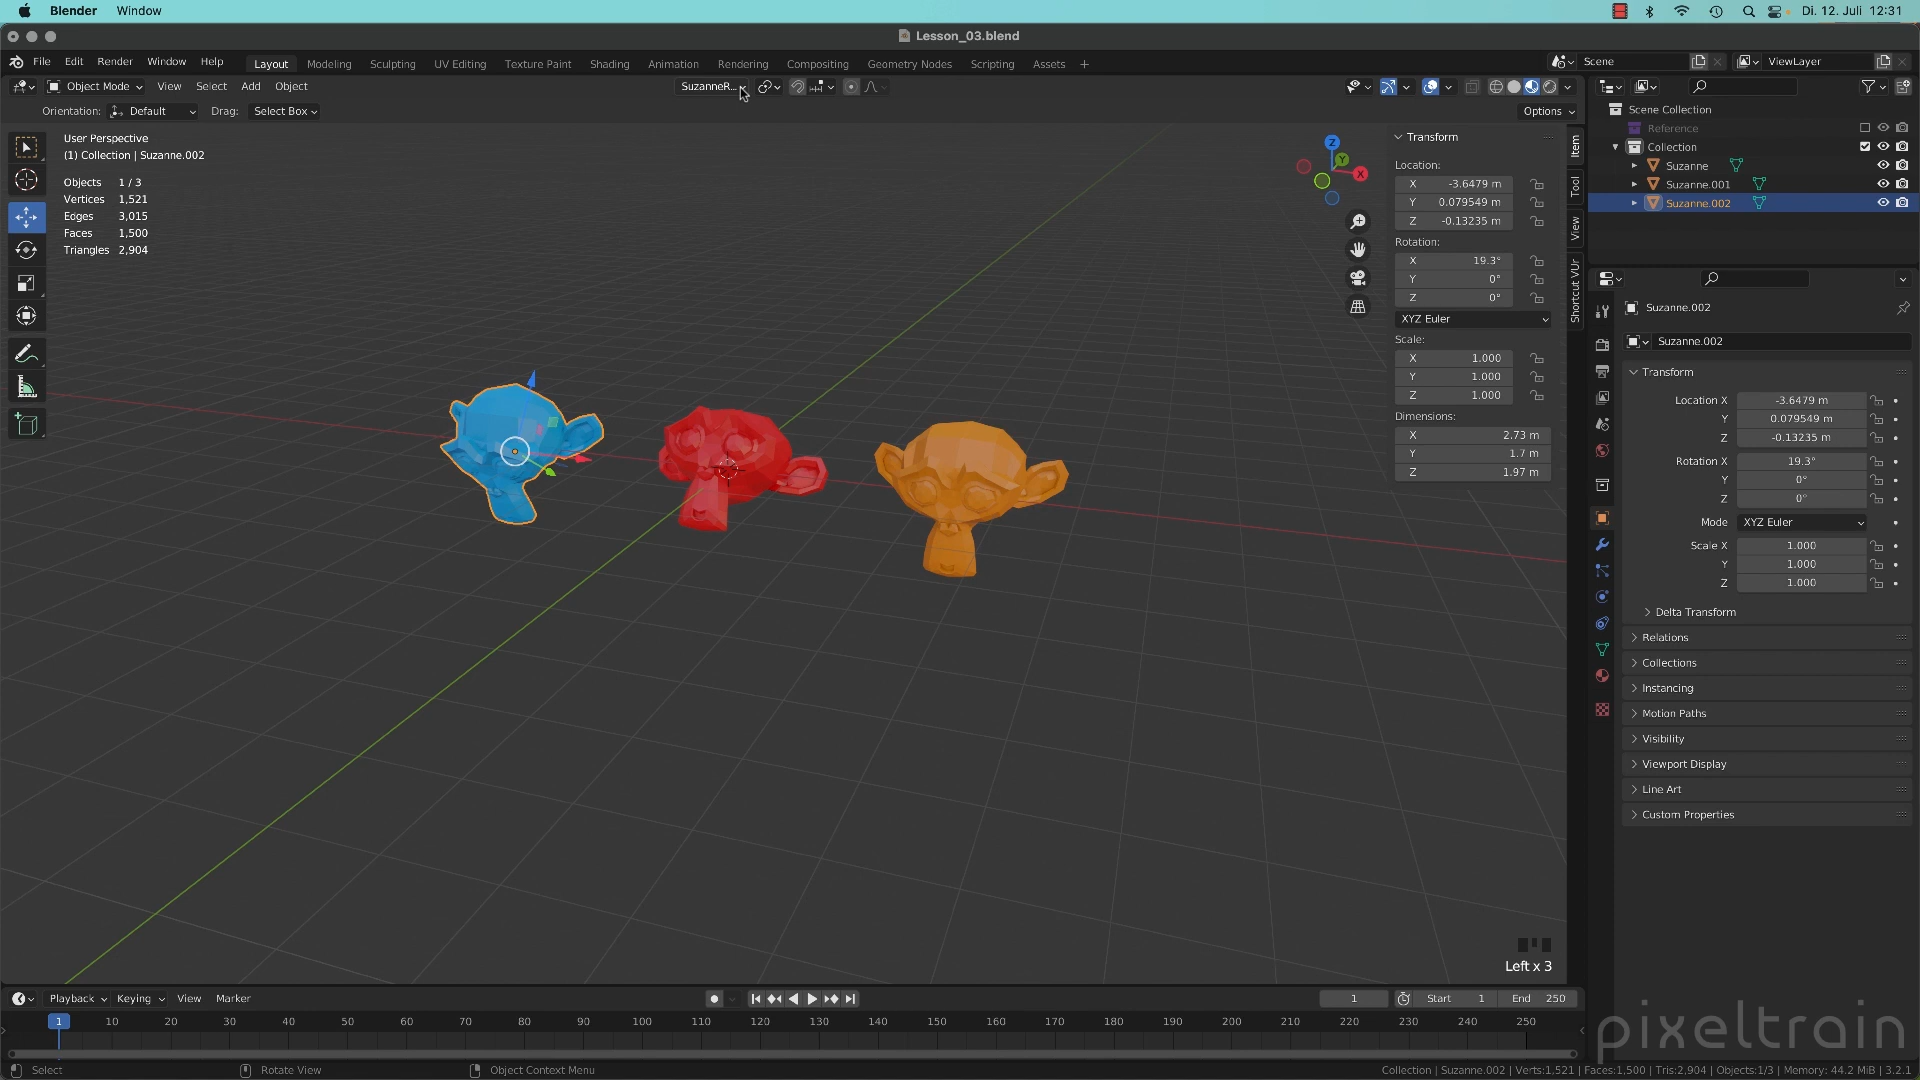 Blender Window Di. 12. Juli 12:31
Lesson_03.blend
File Edit Render Window Help Layout Modeling Sculpting UV Editing Texture Paint Shading Animation Rendering Compositing Geometry Nodes Scripting Assets + Scene ViewLayer
Object Mode View Select Add Object SuzanneR...
Orientation: Default Drag: Select Box Options
User Perspective
(1) Collection | Suzanne.002
Objects 1 / 3
Vertices 1,521
Edges 3,015
Faces 1,500
Triangles 2,904
Z
Y
X
Transform
Location:
X -3.6479 m
Y 0.079549 m
Z -0.13235 m
Rotation:
X 19.3°
Y 0°
Z 0°
XYZ Euler
Scale:
X 1.000
Y 1.000
Z 1.000
Dimensions:
X 2.73 m
Y 1.7 m
Z 1.97 m
Item
Tool
View
Shortcut VUr
Scene Collection
Reference
Collection
Suzanne
Suzanne.001
Suzanne.002
Suzanne.002
Suzanne.002
Transform
Location X -3.6479 m
Y 0.079549 m
Z -0.13235 m
Rotation X 19.3°
Y 0°
Z 0°
Mode XYZ Euler
Scale X 1.000
Y 1.000
Z 1.000
Delta Transform
Relations
Collections
Instancing
Motion Paths
Visibility
Viewport Display
Line Art
Custom Properties
Left x 3
Playback Keying View Marker 1 Start 1 End 250
1 10 20 30 40 50 60 70 80 90 100 110 120 130 140 150 160 170 180 190 200 210 220 230 240 250
pixeltrain
Select Rotate View Object Context Menu Collection | Suzanne.002 | Verts:1,521 | Faces:1,500 | Tris:2,904 | Objects:1/3 | Memory: 44.2 MiB | 3.2.1